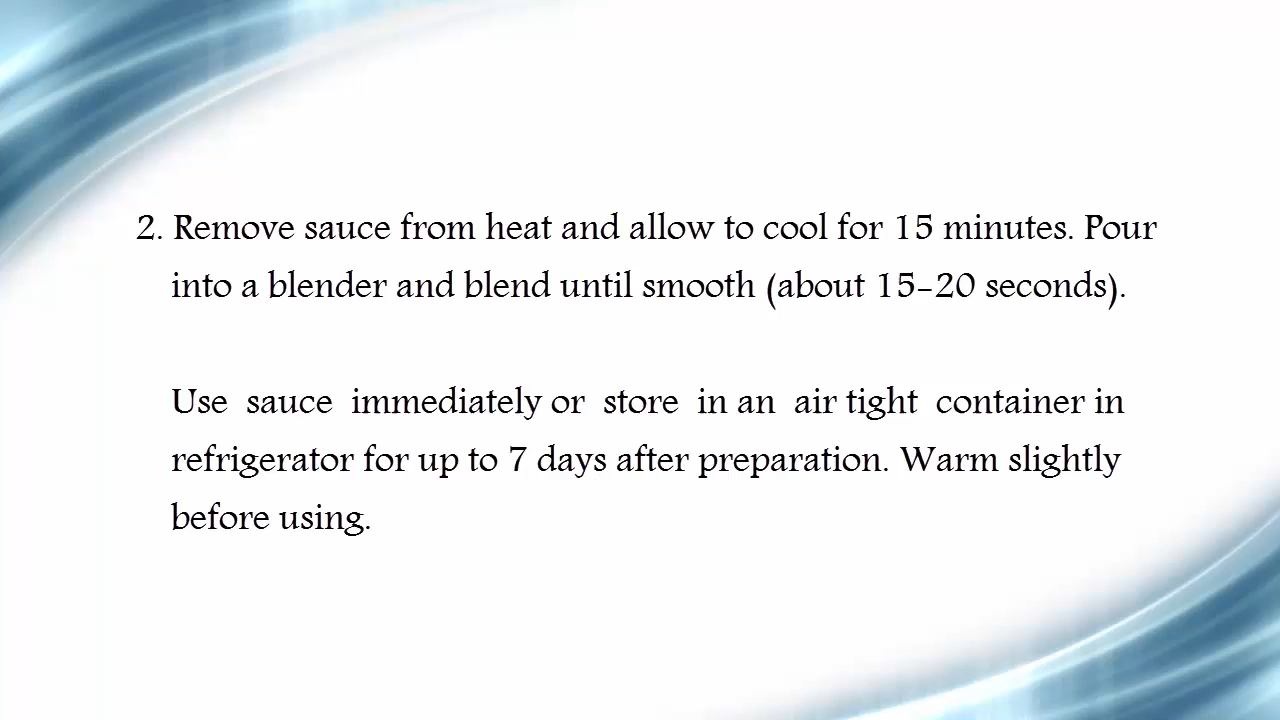 2. Remove sauce from heat and allow to cool for 15 minutes. Pour
into a blender and blend until smooth (about 15-20 seconds).
Use sauce immediately or store in an air tight container in
refrigerator for up to 7 days after preparation. Warm slightly
before using.